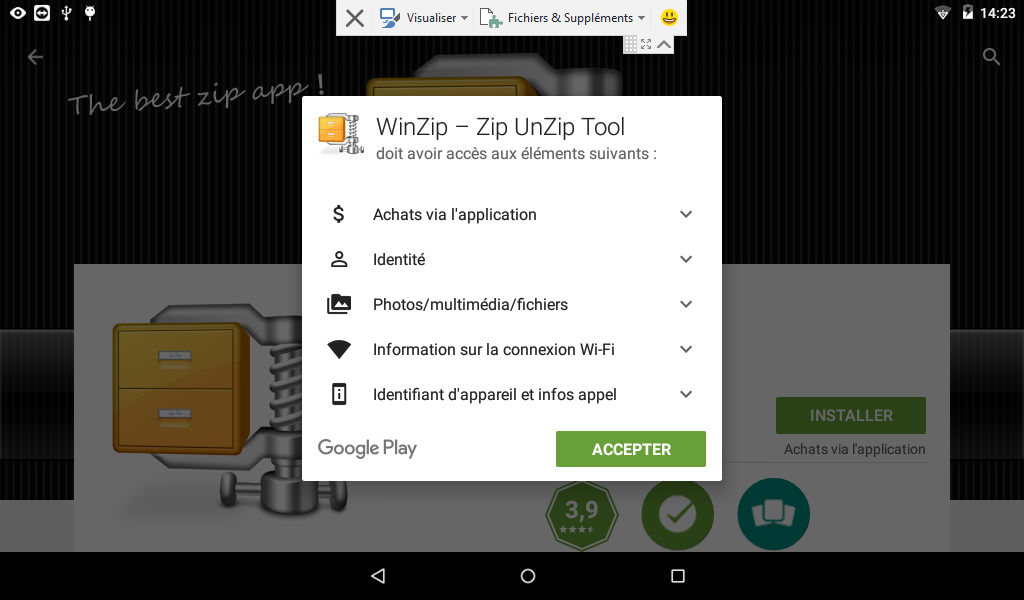 Visualiser
Fichiers & Suppléments
14:23
The best zip app !
WinZip – Zip UnZip Tool
doit avoir accès aux éléments suivants :
Achats via l'application
Identité
Photos/multimédia/fichiers
Information sur la connexion Wi-Fi
Identifiant d'appareil et infos appel
Google Play
ACCEPTER
INSTALLER
Achats via l'application
3,9